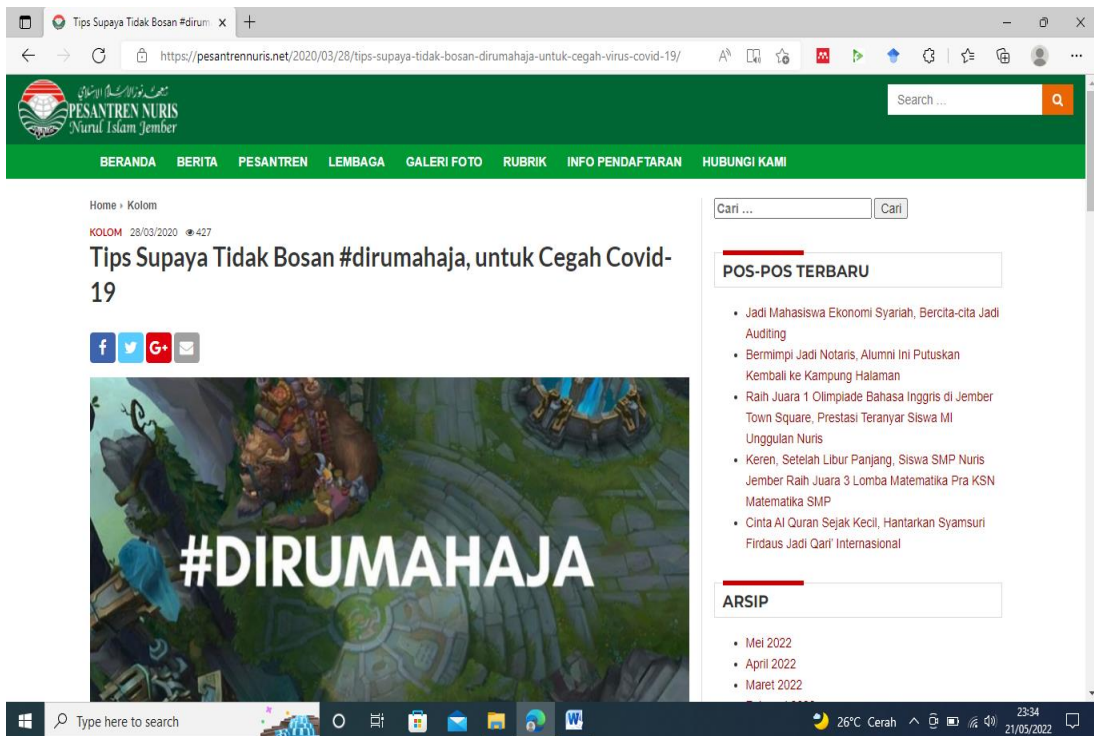 Tips Supaya Tidak Bosan #dirum
https://pesantrennuris.net/2020/03/28/tips-supaya-tidak-bosan-dirumahaja-untuk-cegah-virus-covid-19/
PESANTREN NURIS
Nurul Islam Jember
Search ...
BERANDA BERITA PESANTREN LEMBAGA GALERI FOTO RUBRIK INFO PENDAFTARAN HUBUNGI KAMI
Home › Kolom
KOLOM 28/03/2020 427
Tips Supaya Tidak Bosan #dirumahaja, untuk Cegah Covid-
19
f G+
#DIRUMAHAJA
Cari ... Cari
POS-POS TERBARU
• Jadi Mahasiswa Ekonomi Syariah, Bercita-cita Jadi
Auditing
• Bermimpi Jadi Notaris, Alumni Ini Putuskan
Kembali ke Kampung Halaman
• Raih Juara 1 Olimpiade Bahasa Inggris di Jember
Town Square, Prestasi Teranyar Siswa MI
Unggulan Nuris
• Keren, Setelah Libur Panjang, Siswa SMP Nuris
Jember Raih Juara 3 Lomba Matematika Pra KSN
Matematika SMP
• Cinta Al Quran Sejak Kecil, Hantarkan Syamsuri
Firdaus Jadi Qari' Internasional
ARSIP
• Mei 2022
• April 2022
• Maret 2022
Type here to search
26°C Cerah
23:34
21/05/2022